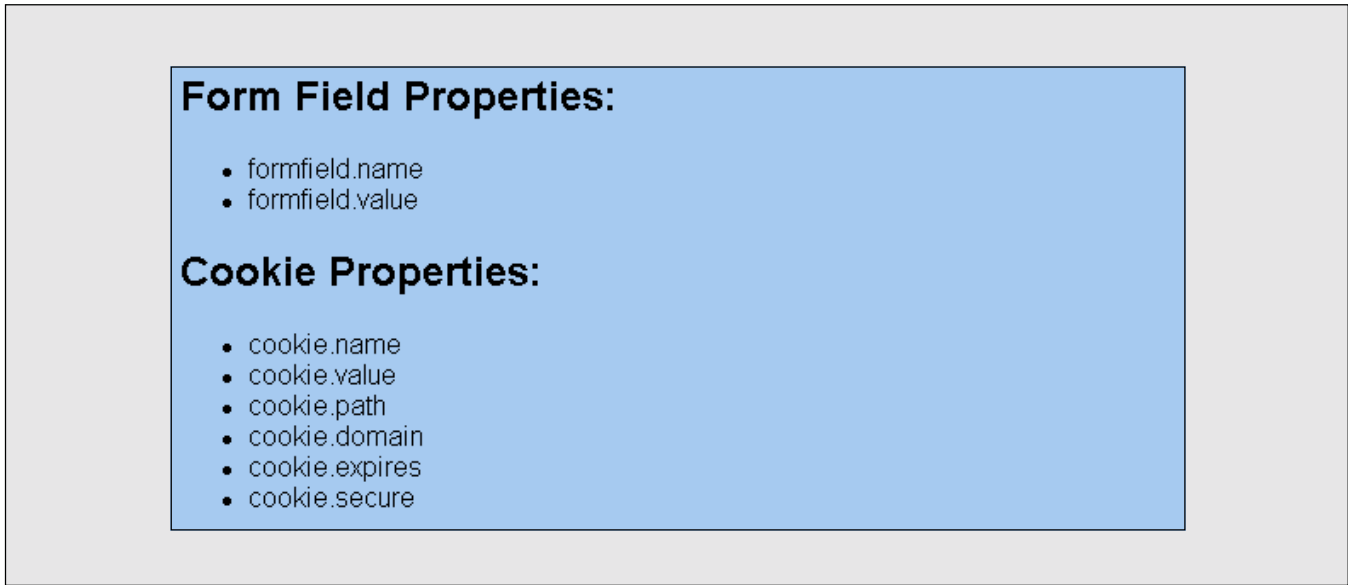 Form Field Properties:
• formfield.name
• formfield.value
Cookie Properties:
• cookie.name
• cookie.value
• cookie.path
• cookie.domain
• cookie.expires
• cookie.secure